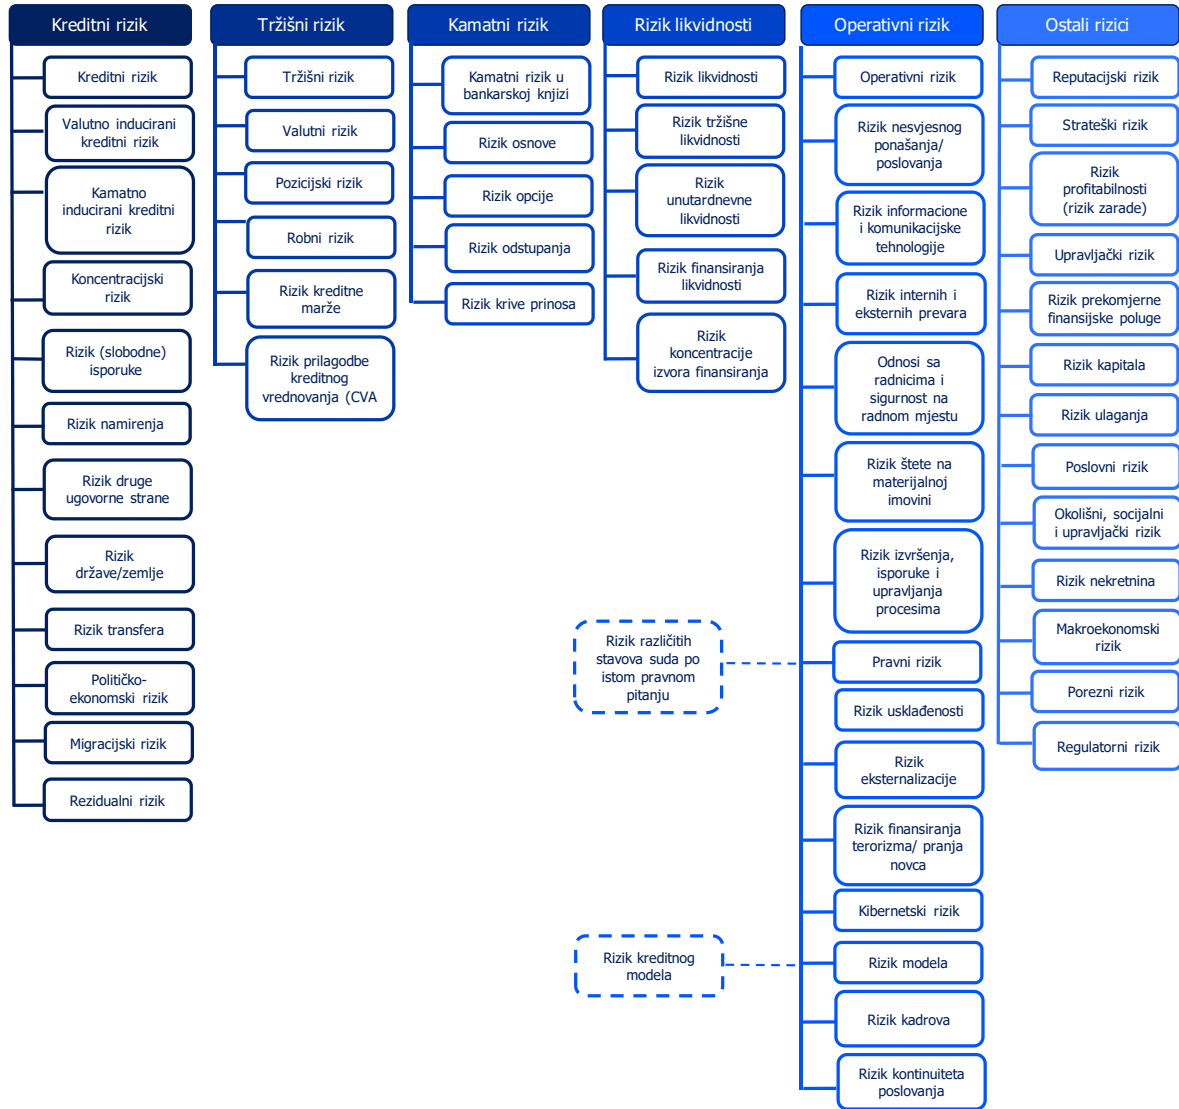 Kreditni rizik
Kreditni rizik
Valutno inducirani
kreditni rizik
Kamatno
inducirani kreditni
rizik
Koncentracijski
rizik
Rizik (slobodne)
isporuke
Rizik namirenja
Rizik druge
ugovorne strane
Rizik
države/zemlje
Rizik transfera
Političko-
ekonomski rizik
Migracijski rizik
Rezidualni rizik
Tržišni rizik
Tržišni rizik
Valutni rizik
Pozicijski rizik
Robni rizik
Rizik kreditne
marže
Rizik prilagodbe
kreditnog
vrednovanja (CVA
Kamatni rizik
Kamatni rizik u
bankarskoj knjizi
Rizik osnove
Rizik opcije
Rizik odstupanja
Rizik krive prinosa
Rizik likvidnosti
Rizik likvidnosti
Rizik tržišne
likvidnosti
Rizik
unutardnevne
likvidnosti
Rizik finansiranja
likvidnosti
Rizik
koncentracije
izvora finansiranja
Rizik različitih
stavova suda po
istom pravnom
pitanju
Rizik kreditnog
modela
Operativni rizik
Operativni rizik
Rizik nesvjesnog
ponašanja/
poslovanja
Rizik informacione
i komunikacijske
tehnologije
Rizik internih i
eksternih prevara
Odnosi sa
radnicima i
sigurnost na
radnom mjestu
Rizik štete na
materijalnoj
imovini
Rizik izvršenja,
isporuke i
upravljanja
procesima
Pravni rizik
Rizik usklađenosti
Rizik
eksternalizacije
Rizik finansiranja
terorizma/ pranja
novca
Kibernetski rizik
Rizik modela
Rizik kadrova
Rizik kontinuiteta
poslovanja
Ostali rizici
Reputacijski rizik
Strateški rizik
Rizik
profitabilnosti
(rizik zarade)
Upravljački rizik
Rizik prekomjerne
finansijske poluge
Rizik kapitala
Rizik ulaganja
Poslovni rizik
Okolišni, socijalni
i upravljački rizik
Rizik nekretnina
Makroekonomski
rizik
Porezni rizik
Regulatorni rizik